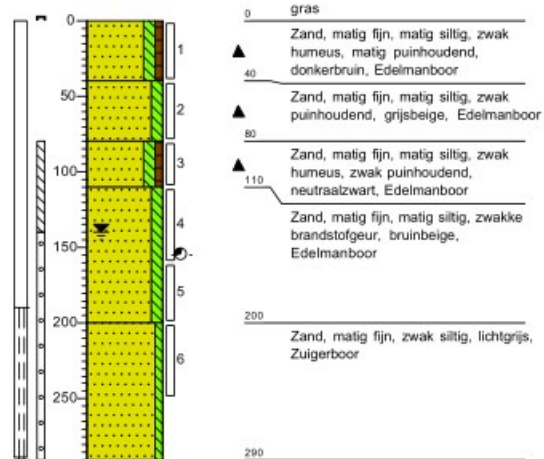 0
50
100
150
200
250
1
2
3
4
5
6
0
gras
Zand, matig fijn, matig siltig, zwak
humeus, matig puinhoudend,
donkerbruin, Edelmanboor
40
Zand, matig fijn, matig siltig, zwak
puinhoudend, grijsbeige, Edelmanboor
80
Zand, matig fijn, matig siltig, zwak
humeus, zwak puinhoudend,
neutraalzwart, Edelmanboor
110
Zand, matig fijn, matig siltig, zwakke
brandstofgeur, bruinbeige,
Edelmanboor
200
Zand, matig fijn, zwak siltig, lichtgrijs,
Zuigerboor
290